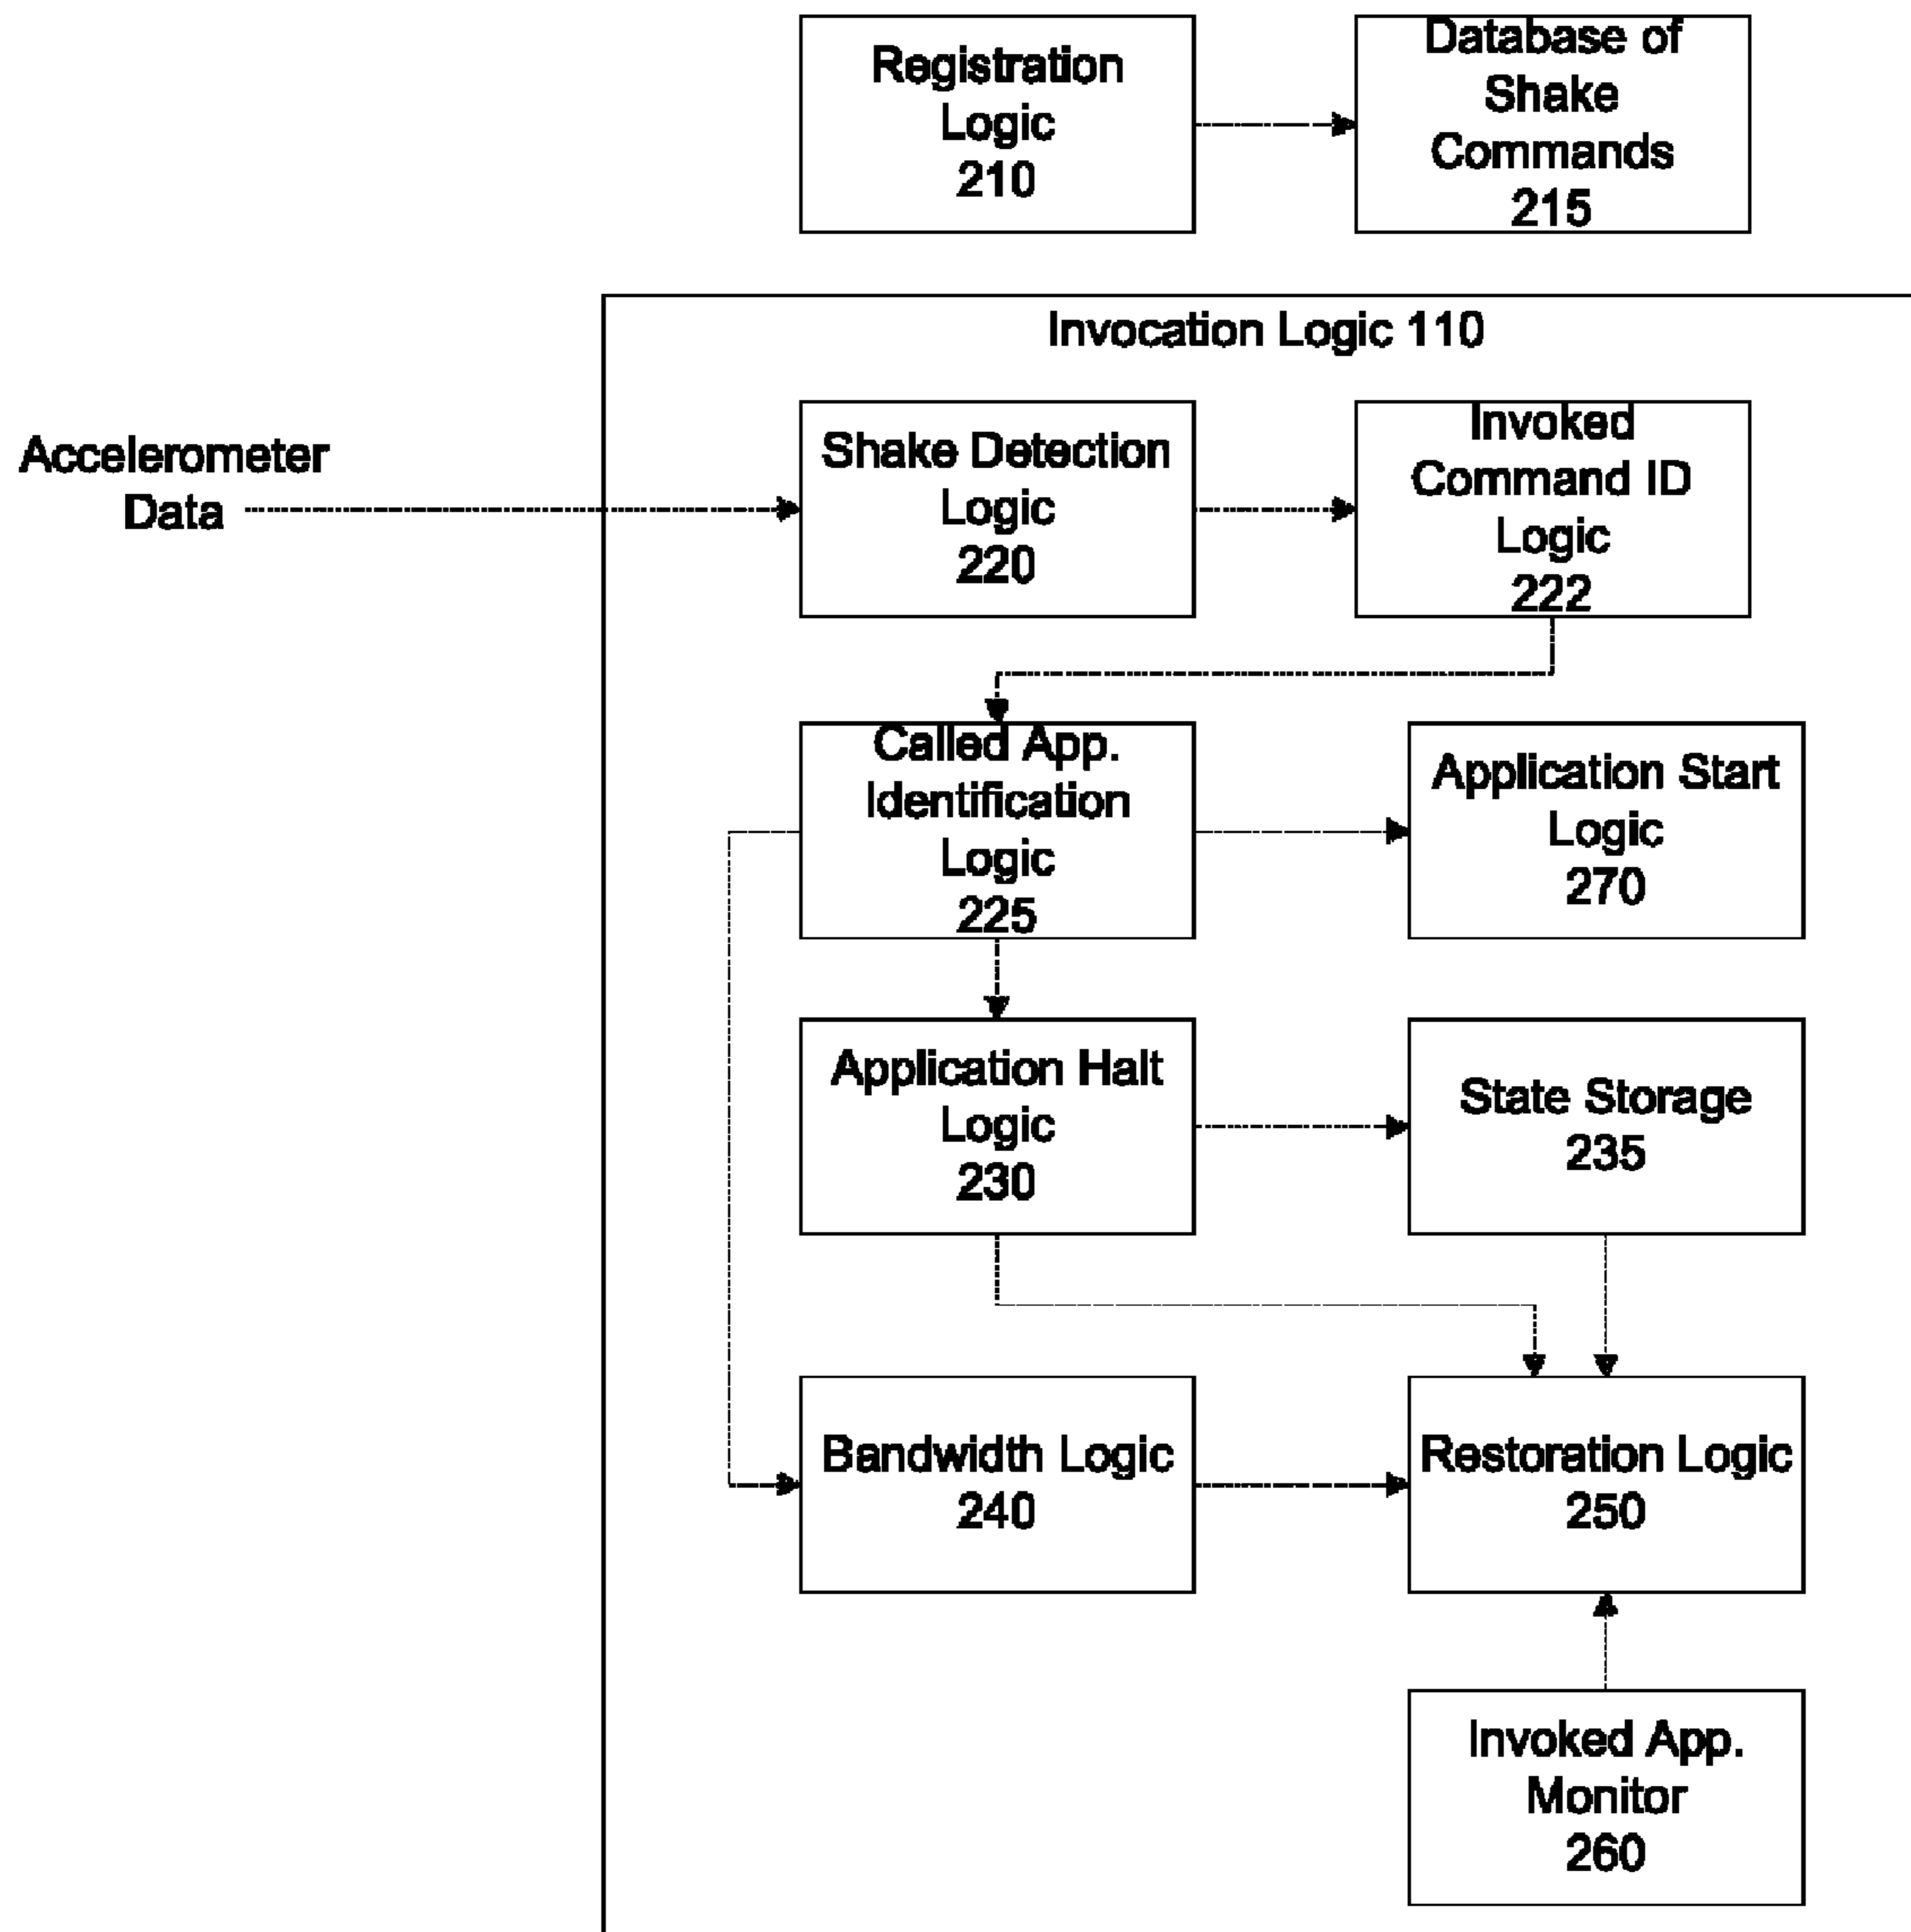 Registration
Logic
210
Database of
Shake
Commands
215
Invocation Logic 110
Accelerometer
Data
Shake Detection
Logic
220
Invoked
Command ID
Logic
222
Called App.
Identification
Logic
225
Application Start
Logic
270
Application Halt
Logic
230
State Storage
235
Bandwidth Logic
240
Restoration Logic
250
Invoked App.
Monitor
260